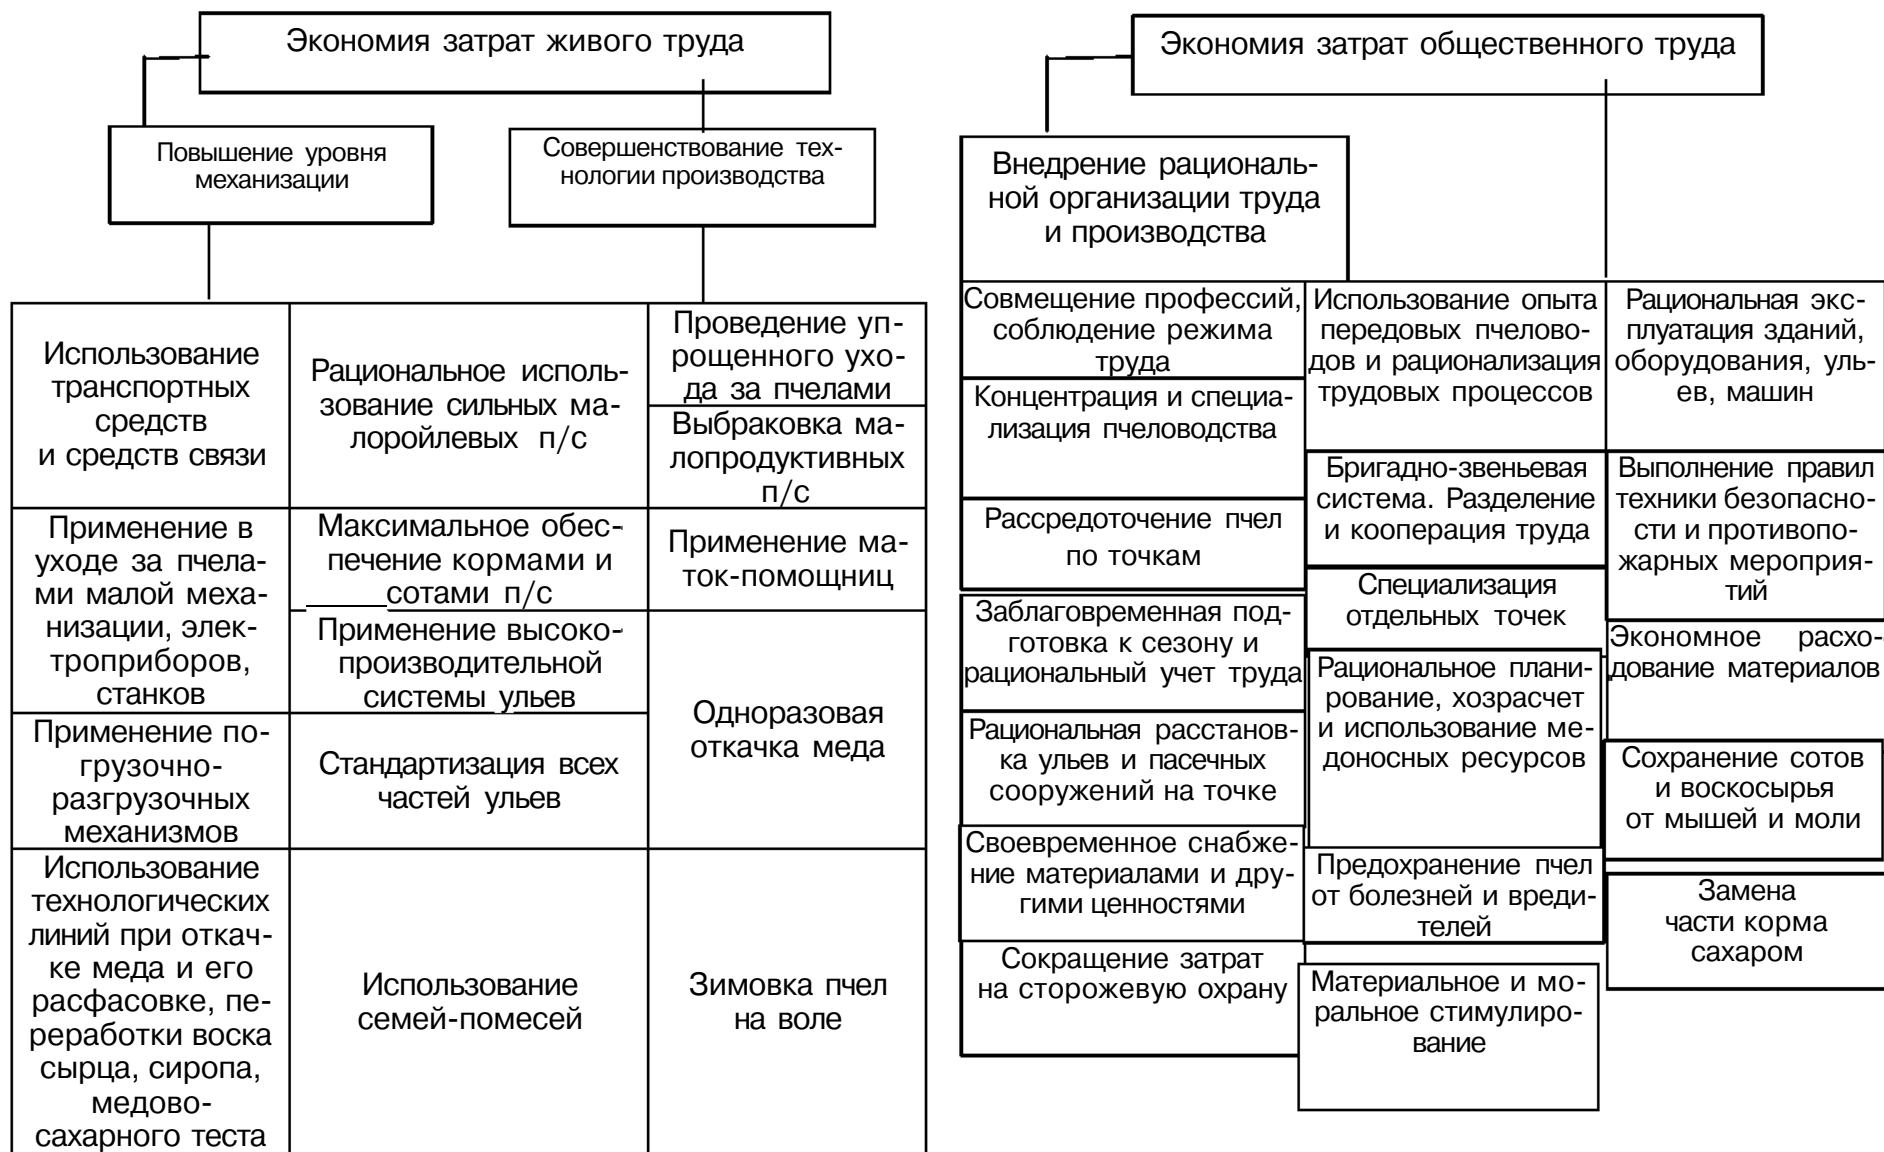 Экономия затрат живого труда
Повышение уровня
механизации
Совершенствование тех-
нологии производства
Использование
транспортных
средств
и средств связи
Применение в
уходе за пчела-
ми малой меха-
низации, элек-
троприборов,
станков
Применение по-
грузочно-
разгрузочных
механизмов
Использование
технологических
линий при откач-
ке меда и его
расфасовке, пе-
реработки воска
сырца, сиропа,
медово-
сахарного теста
Рациональное исполь-
зование сильных ма-
лоройлевых п/с
Максимальное обес-
печение кормами и
сотами п/с
Применение высоко-
производительной
системы ульев
Стандартизация всех
частей ульев
Использование
семей-помесей
Проведение уп-
рощенного ухо-
да за пчелами
Выбраковка ма-
лопродуктивных
п/с
Применение ма-
ток-помощниц
Одноразовая
откачка меда
Зимовка пчел
на воле
Экономия затрат общественного труда
Внедрение рациональ-
ной организации труда
и производства
Совмещение профессий,
соблюдение режима
труда
Концентрация и специа-
лизация пчеловодства
Рассредоточение пчел
по точкам
Заблаговременная под-
готовка к сезону и
рациональный учет труда
Рациональная расстанов-
ка ульев и пасечных
сооружений на точке
Своевременное снабже-
ние материалами и дру-
гими ценностями
Сокращение затрат
на сторожевую охрану
Использование опыта
передовых пчелово-
дов и рационализация
трудовых процессов
Бригадно-звеньевая
система. Разделение
и кооперация труда
Специализация
отдельных точек
Рациональное плани-
рование, хозрасчет
и использование ме-
доносных ресурсов
Предохранение пчел
от болезней и вреди-
телей
Материальное и мо-
ральное стимулиро-
вание
Рациональная экс-
плуатация зданий,
оборудования, уль-
ев, машин
Выполнение правил
техники безопасно-
сти и противопо-
жарных мероприя-
тий
Экономное расхо-
дование материалов
Сохранение сотов
и воскосырья
от мышей и моли
Замена
части корма
сахаром